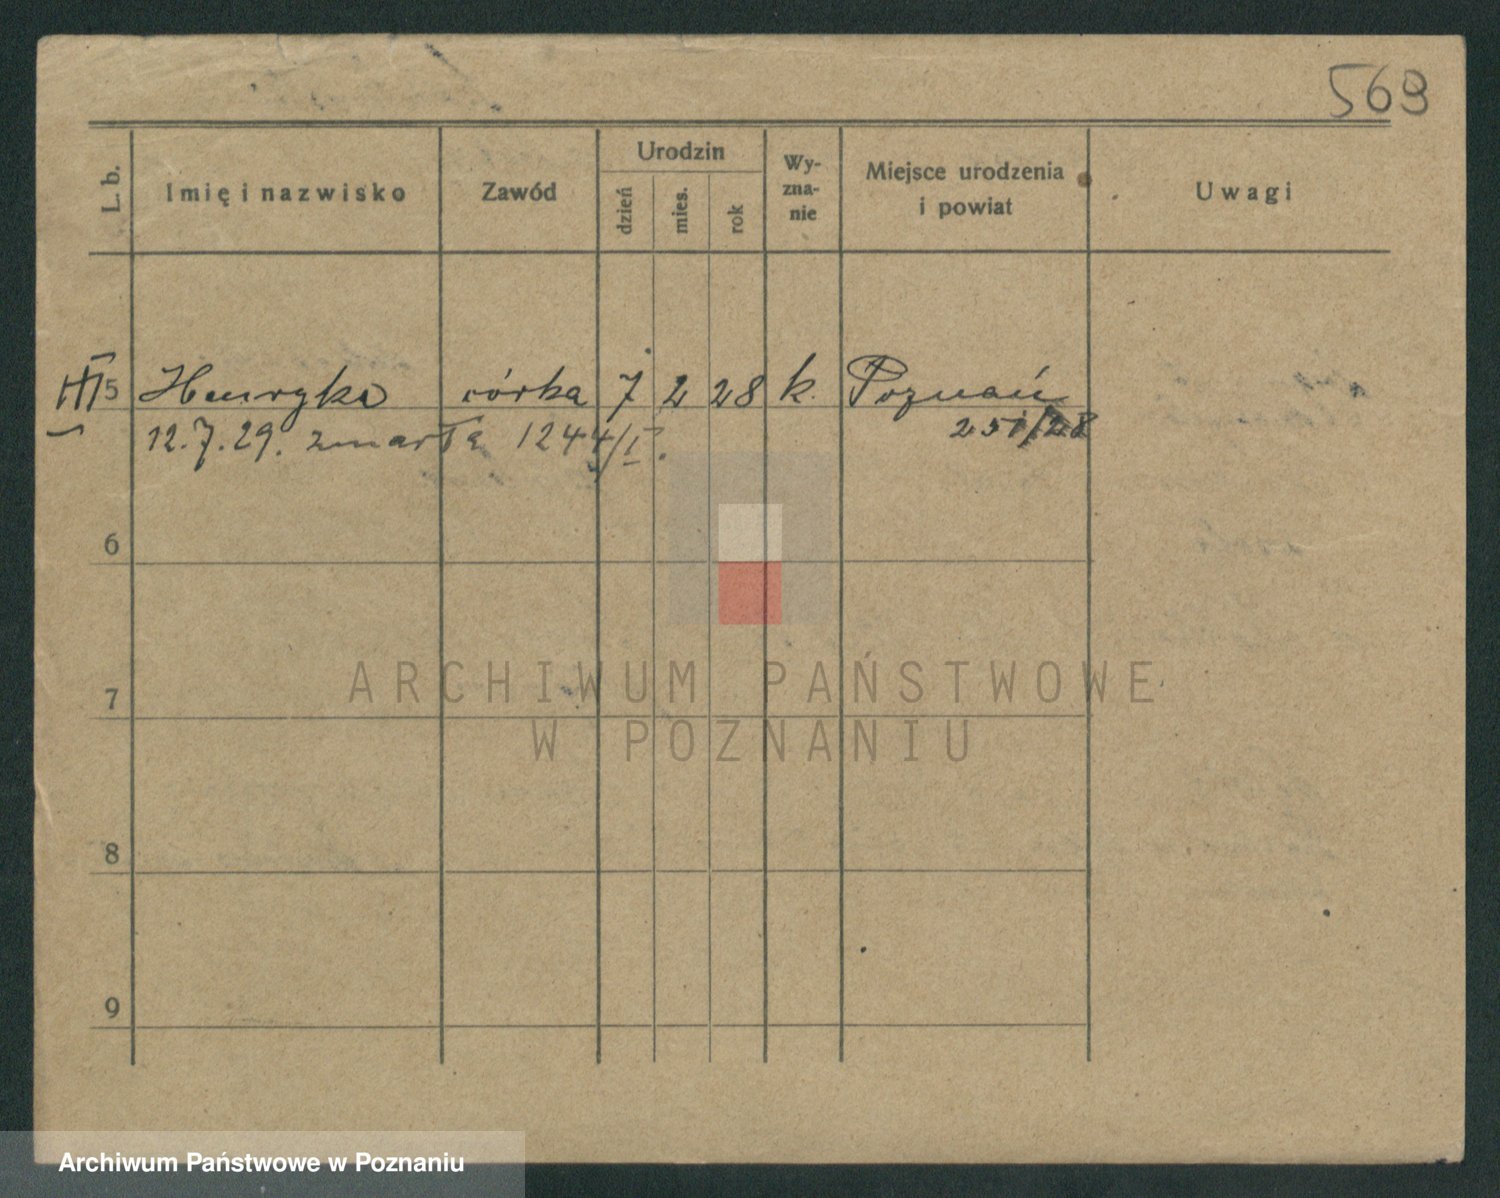 569
L. b.
Imię i nazwisko
Zawód
Urodzin
dzień
mies.
rok
Wy-
zna-
nie
Miejsce urodzenia
i powiat
Uwagi
III 5 Henryka córka 7 2 28 k. Poznań
251/28
12.7.29. zmarła 1244/I.
6
7
8
9
ARCHIWUM PAŃSTWOWE
W POZNANIU
Archiwum Państwowe w Poznaniu